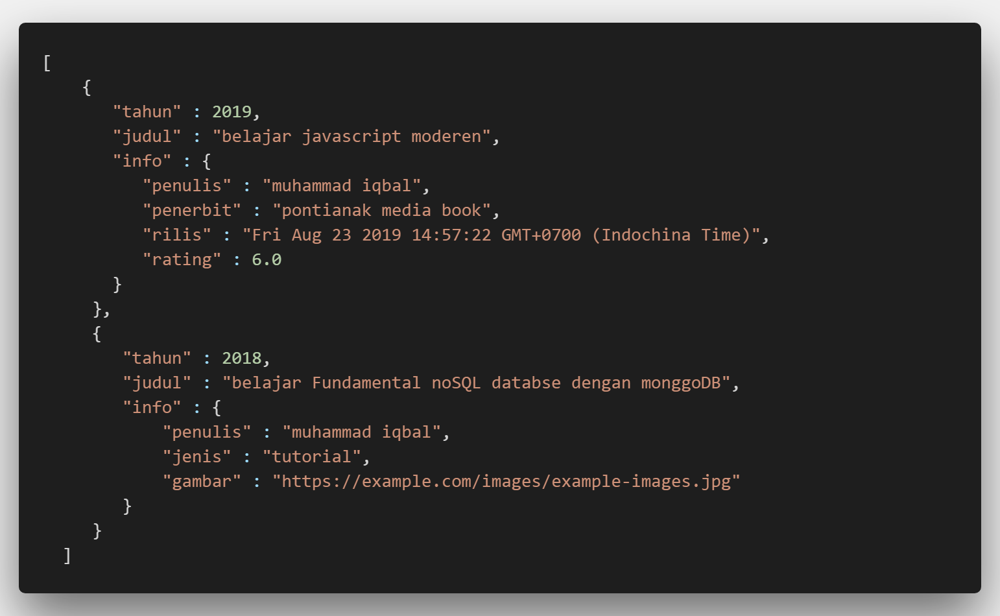 [
    {
       "tahun" : 2019,
       "judul" : "belajar javascript moderen",
       "info" : {
          "penulis" : "muhammad iqbal",
          "penerbit" : "pontianak media book",
          "rilis" : "Fri Aug 23 2019 14:57:22 GMT+0700 (Indochina Time)",
          "rating" : 6.0
       }
     },
     {
        "tahun" : 2018,
        "judul" : "belajar Fundamental noSQL databse dengan monggoDB",
        "info" : {
            "penulis" : "muhammad iqbal",
            "jenis" : "tutorial",
            "gambar" : "https://example.com/images/example-images.jpg"
        }
     }
  ]